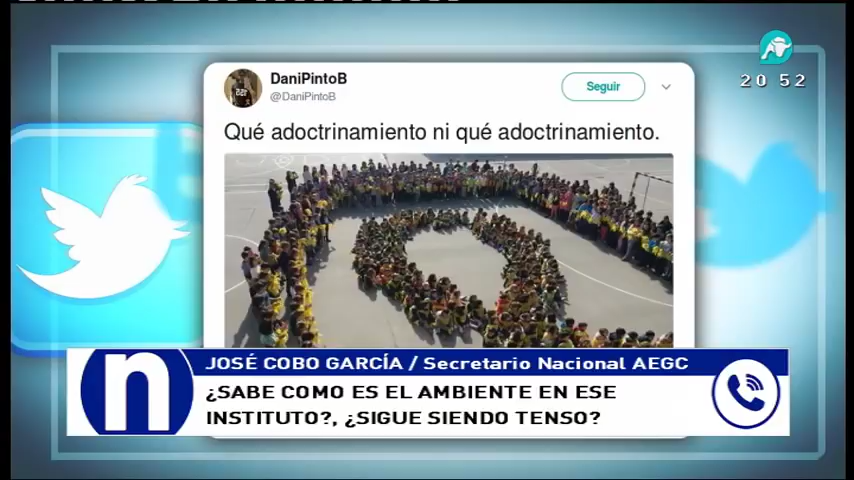 20 52
DaniPintoB
@DaniPintoB
Seguir
Qué adoctrinamiento ni qué adoctrinamiento.
n
JOSÉ COBO GARCÍA / Secretario Nacional AEGC
¿SABE COMO ES EL AMBIENTE EN ESE
INSTITUTO?, ¿SIGUE SIENDO TENSO?